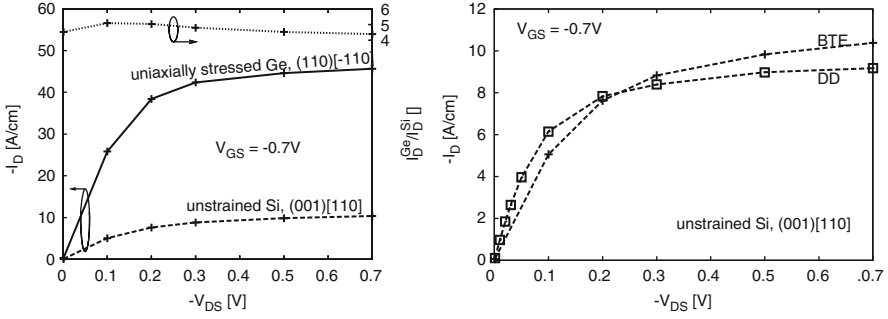 60
50
40
30
20
10
0
-I_D [A/cm]
6
5
4
I_D^Ge/I_D^Si []
uniaxially stressed Ge, (110)[-110]
V_GS = -0.7V
unstrained Si, (001)[110]
0 0.1 0.2 0.3 0.4 0.5 0.6 0.7
-V_DS [V]
12
10
8
6
4
2
0
-I_D [A/cm]
V_GS = -0.7V
BTE
DD
unstrained Si, (001)[110]
0.1 0.2 0.3 0.4 0.5 0.6 .0.7
-V_DS [V]